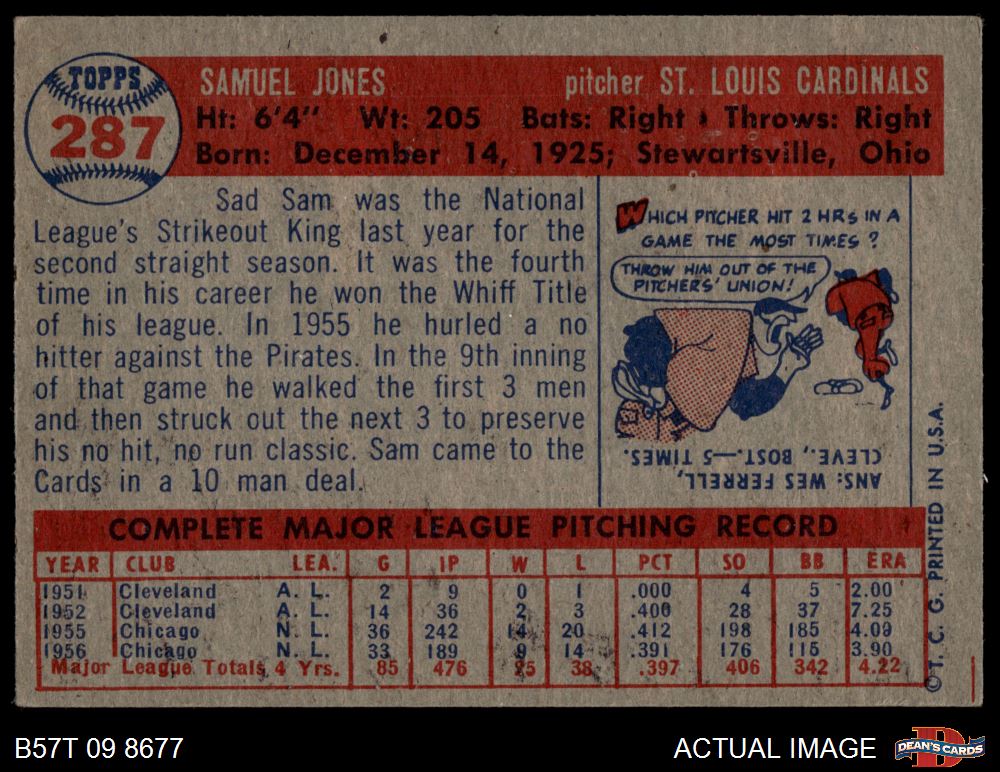 TOPPS
287
SAMUEL JONES pitcher ST. LOUIS CARDINALS
Ht: 6'4" Wt: 205 Bats: Right • Throws: Right
Born: December 14, 1925; Stewartsville, Ohio
Sad Sam was the National
League's Strikeout King last year for the
second straight season. It was the fourth
time in his career he won the Whiff Title
of his league. In 1955 he hurled a no
hitter against the Pirates. In the 9th inning
of that game he walked the first 3 men
and then struck out the next 3 to preserve
his no hit, no run classic. Sam came to the
Cards in a 10 man deal.
WHICH PITCHER HIT 2 HRS IN A
GAME THE MOST TIMES?
THROW HIM OUT OF THE
PITCHERS' UNION!
ANS: WES FERRELL,
CLEVE., BOST.—5 TIMES.
COMPLETE MAJOR LEAGUE PITCHING RECORD
YEAR CLUB LEA. G IP W L PCT SO BB ERA
1951 Cleveland A. L. 2 9 0 1 .000 4 5 2.00
1952 Cleveland A. L. 14 36 2 3 .400 28 37 7.25
1955 Chicago N. L. 36 242 14 20 .412 198 185 4.09
1956 Chicago N. L. 33 189 9 14 .391 176 115 3.90
Major League Totals 4 Yrs. 85 476 25 38 .397 406 342 4.22
© T. C. G. PRINTED IN U.S.A.
B57T 09 8677
ACTUAL IMAGE
DEAN'S CARDS